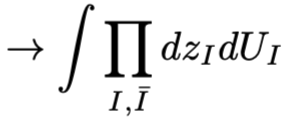 → ∫ ∏_{I,Ī} dz_I dU_I